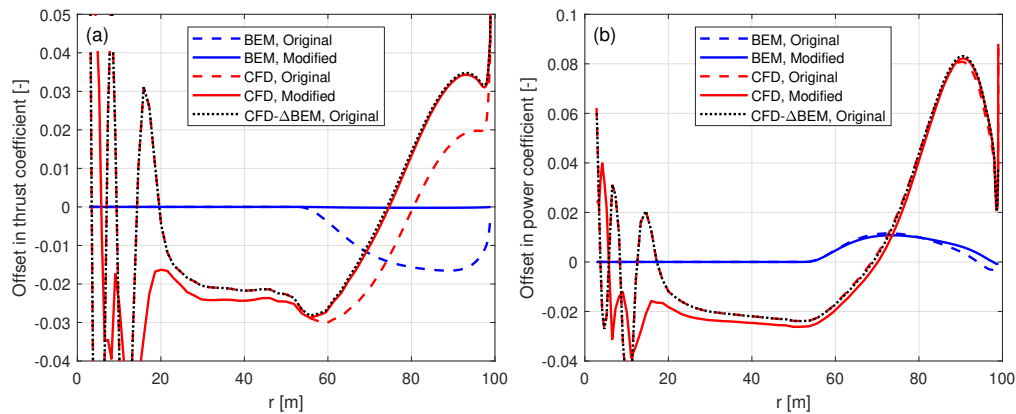 (a)
BEM, Original
BEM, Modified
CFD, Original
CFD, Modified
CFD-ΔBEM, Original
0.05
0.04
0.03
0.02
0.01
0
-0.01
-0.02
-0.03
-0.04
Offset in thrust coefficient [-]
0 20 40 60 80 100
r [m]
(b)
BEM, Original
BEM, Modified
CFD, Original
CFD, Modified
CFD-ΔBEM, Original
0.1
0.08
0.06
0.04
0.02
0
-0.02
-0.04
Offset in power coefficient [-]
0 20 40 60 80 100
r [m]